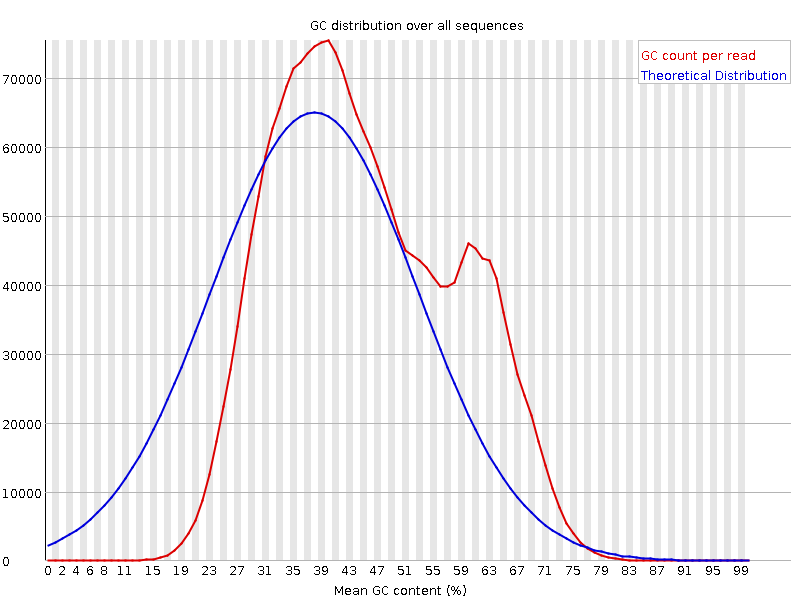 GC distribution over all sequences
GC count per read
Theoretical Distribution
70000
60000
50000
40000
30000
20000
10000
0
0 2 4 6 8 11 15 19 23 27 31 35 39 43 47 51 55 59 63 67 71 75 79 83 87 91 95 99
Mean GC content (%)